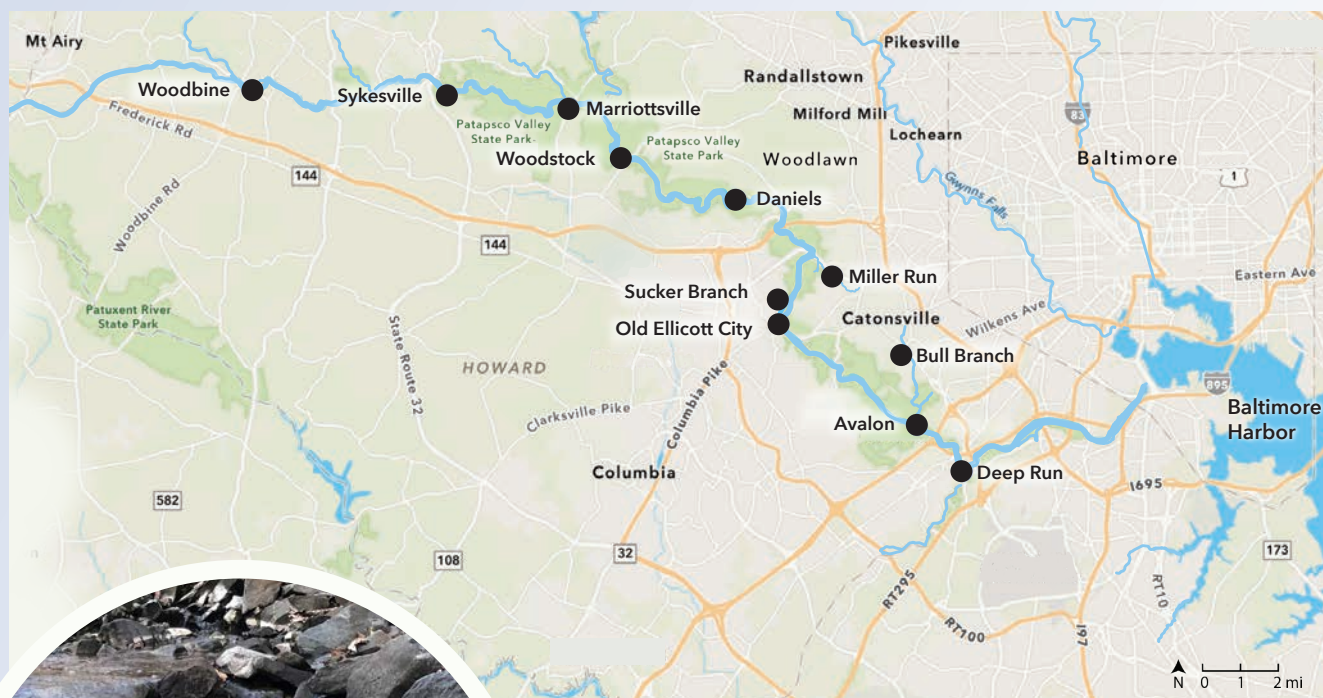 Mt Airy
Pikesville
Randallstown
Woodbine
Sykesville
Marriottsville
Frederick Rd
Patapsco Valley
State Park
Milford Mill
Lochearn
83
Baltimore
Woodstock
Patapsco Valley
State Park
Woodlawn
144
1
Gwynns Falls
Woodbine Rd
Daniels
144
Miller Run
Eastern Ave
Sucker Branch
Patuxent River
State Park
Old Ellicott City
Catonsville
Wilkens Ave
State Route 32
HOWARD
Bull Branch
895
Columbia Pike
Clarksville Pike
Avalon
Baltimore
Harbor
Columbia
Deep Run
I695
582
32
108
173
RT295
RT10
RT100
I97
N
0 1 2 mi